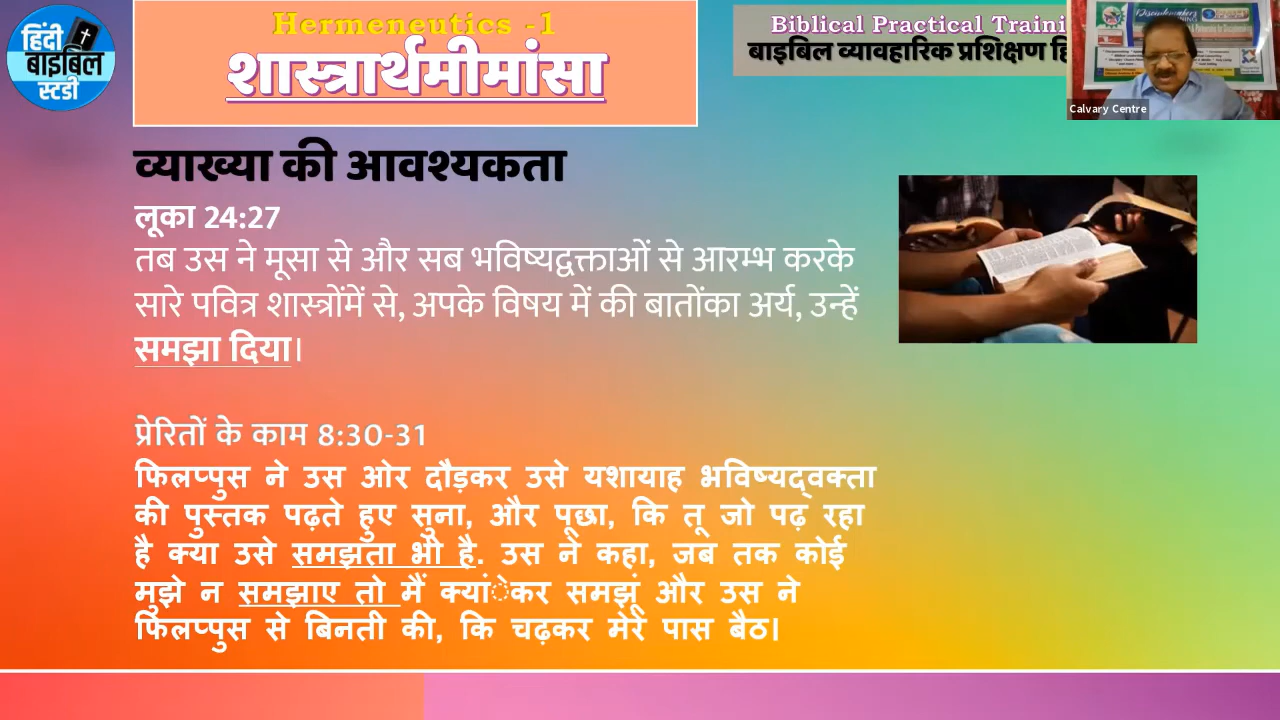 हिंदी
बाइबिल
स्टडी
Hermeneutics -1
शास्त्रार्थमीमांसा
Biblical Practical Traini
बाइबिल व्यावहारिक प्रशिक्षण हि
Calvary Centre
व्याख्या की आवश्यकता
लूका 24:27
तब उस ने मूसा से और सब भविष्यद्वक्ताओं से आरम्भ करके
सारे पवित्र शास्त्रोंमें से, अपके विषय में की बातोंका अर्य, उन्हें
समझा दिया।
प्रेरितों के काम 8:30-31
फिलप्पुस ने उस ओर दौड़कर उसे यशायाह भविष्यद्वक्ता
की पुस्तक पढ़ते हुए सुना, और पूछा, कि तू जो पढ़ रहा
है क्या उसे समझता भी है. उस ने कहा, जब तक कोई
मुझे न समझाए तो मैं क्यांेकर समझूं और उस ने
फिलप्पुस से बिनती की, कि चढ़कर मेरे पास बैठ।